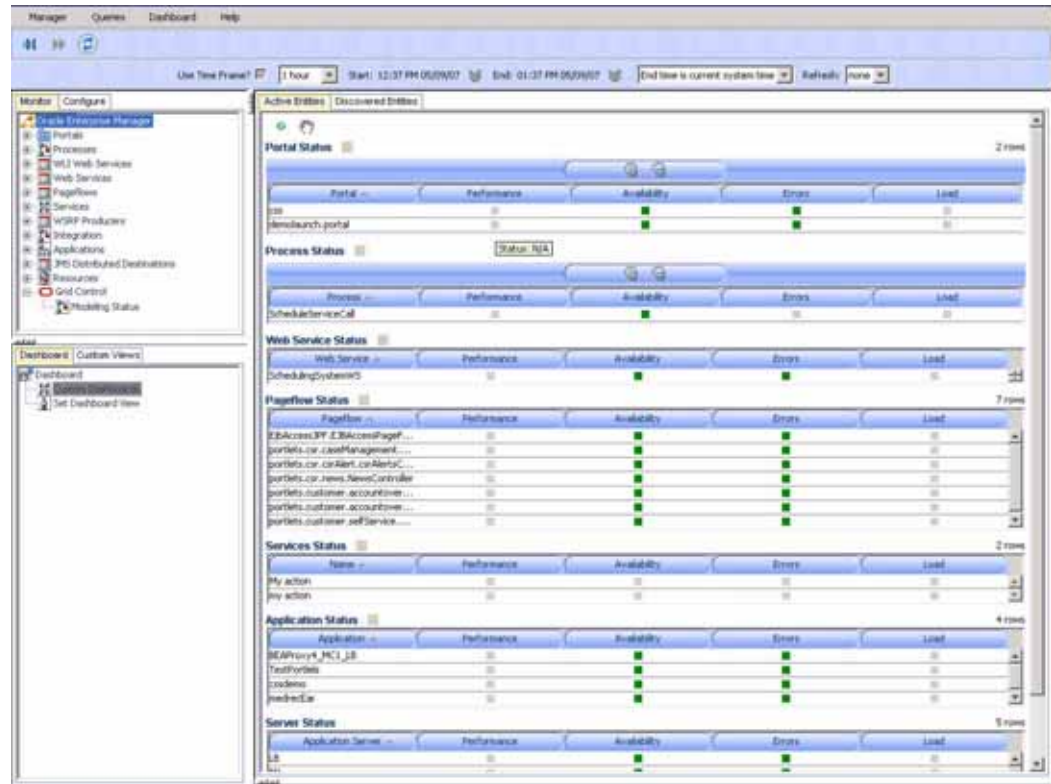 Manager Queries Dashboard Help
Use Time Frame? 1 hour Start: 12:37 PM 05/09/07 End: 01:37 PM 05/09/07 End time is current system time Refresh: none
Monitor Configure
Oracle Enterprise Manager
Portals
Processes
WLI Web Services
Web Services
Pageflows
Services
WSRP Producers
Integration
Applications
JMS Distributed Destinations
Resources
Grid Control
Modeling Status
Dashboard Custom Views
Dashboard
Custom Dashboards
Set Dashboard View
Active Entities Discovered Entities
Portal Status 2 rows
Portal Performance Availability Errors Load
css
demolaunch.portal
Status: N/A
Process Status
Process Performance Availability Errors Load
ScheduleServiceCall
Web Service Status
Web Service Performance Availability Errors Load
SchedulingSystemWS
Pageflow Status 7 rows
Pageflow Performance Availability Errors Load
EJBAccessJPF.EJBAccessPageF...
portlets.csr.caseManagement....
portlets.csr.csrAlert.csrAlertsC...
portlets.csr.news.NewsController
portlets.customer.accountover...
portlets.customer.accountover...
portlets.customer.selfService....
Services Status 2 rows
Name Performance Availability Errors Load
My action
my action
Application Status 4 rows
Application Performance Availability Errors Load
BEAProxy4_MC1_LB
TestPortlets
cssdemo
medrecEar
Server Status 5 rows
Application Server Performance Availability Errors Load
LB